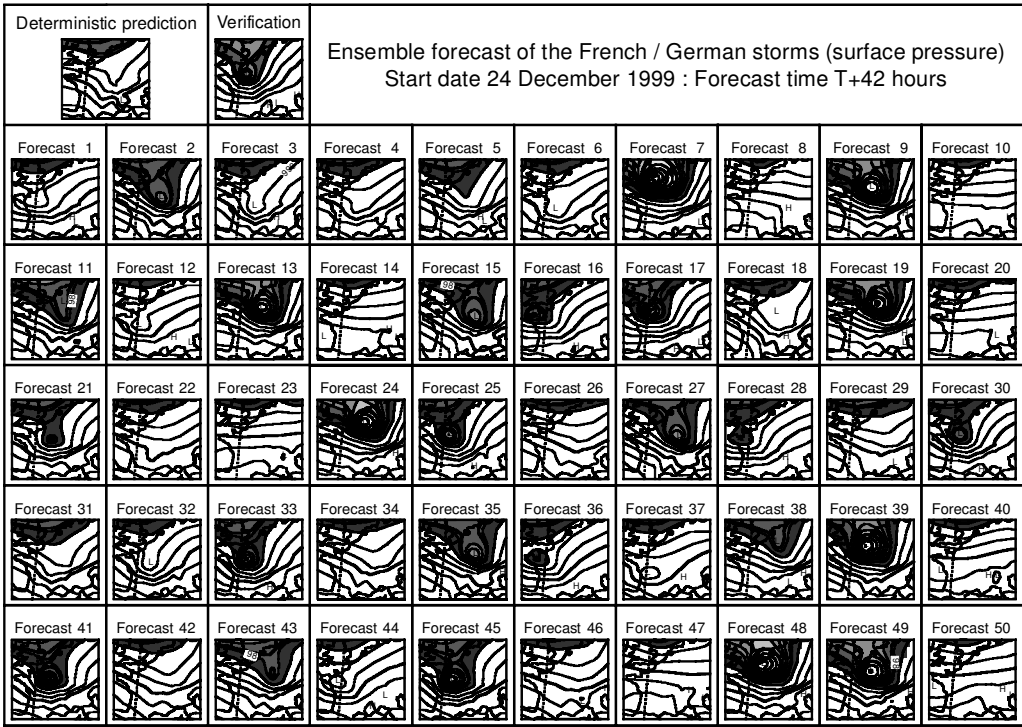 Deterministic prediction
Verification
Ensemble forecast of the French / German storms (surface pressure)
Start date 24 December 1999 : Forecast time T+42 hours
Forecast 1
Forecast 2
Forecast 3
Forecast 4
Forecast 5
Forecast 6
Forecast 7
Forecast 8
Forecast 9
Forecast 10
Forecast 11
Forecast 12
Forecast 13
Forecast 14
Forecast 15
Forecast 16
Forecast 17
Forecast 18
Forecast 19
Forecast 20
Forecast 21
Forecast 22
Forecast 23
Forecast 24
Forecast 25
Forecast 26
Forecast 27
Forecast 28
Forecast 29
Forecast 30
Forecast 31
Forecast 32
Forecast 33
Forecast 34
Forecast 35
Forecast 36
Forecast 37
Forecast 38
Forecast 39
Forecast 40
Forecast 41
Forecast 42
Forecast 43
Forecast 44
Forecast 45
Forecast 46
Forecast 47
Forecast 48
Forecast 49
Forecast 50